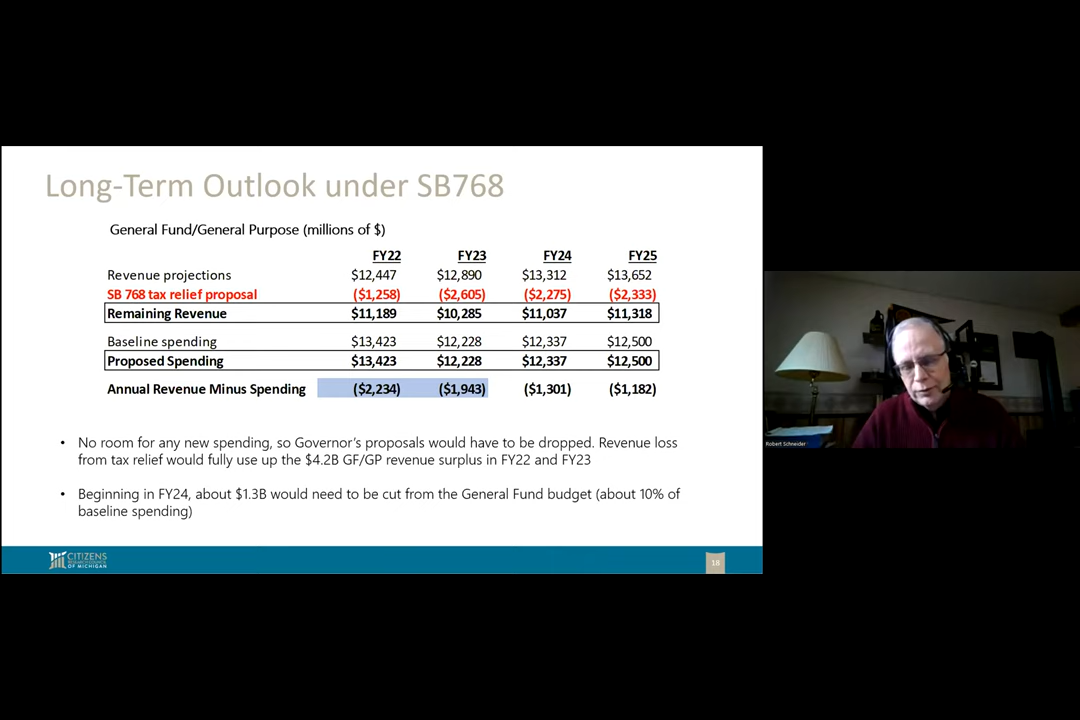 Long-Term Outlook under SB768
General Fund/General Purpose (millions of $)
FY22 FY23 FY24 FY25
Revenue projections $12,447 $12,890 $13,312 $13,652
SB 768 tax relief proposal ($1,258) ($2,605) ($2,275) ($2,333)
Remaining Revenue $11,189 $10,285 $11,037 $11,318
Baseline spending $13,423 $12,228 $12,337 $12,500
Proposed Spending $13,423 $12,228 $12,337 $12,500
Annual Revenue Minus Spending ($2,234) ($1,943) ($1,301) ($1,182)
• No room for any new spending, so Governor's proposals would have to be dropped. Revenue loss
from tax relief would fully use up the $4.2B GF/GP revenue surplus in FY22 and FY23
• Beginning in FY24, about $1.3B would need to be cut from the General Fund budget (about 10% of
baseline spending)
CITIZENS
RESEARCH COUNCIL
OF MICHIGAN
18
Robert Schneider